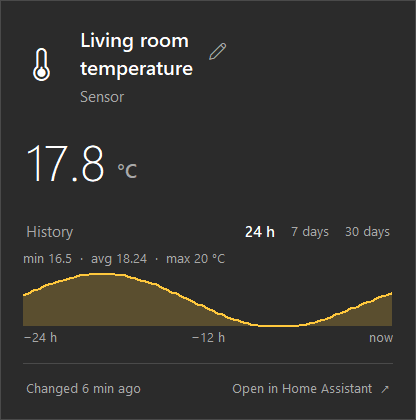 Living room
temperature
Sensor
17.8 °C
History 24 h 7 days 30 days
min 16.5 · avg 18.24 · max 20 °C
−24 h −12 h now
Changed 6 min ago Open in Home Assistant ↗